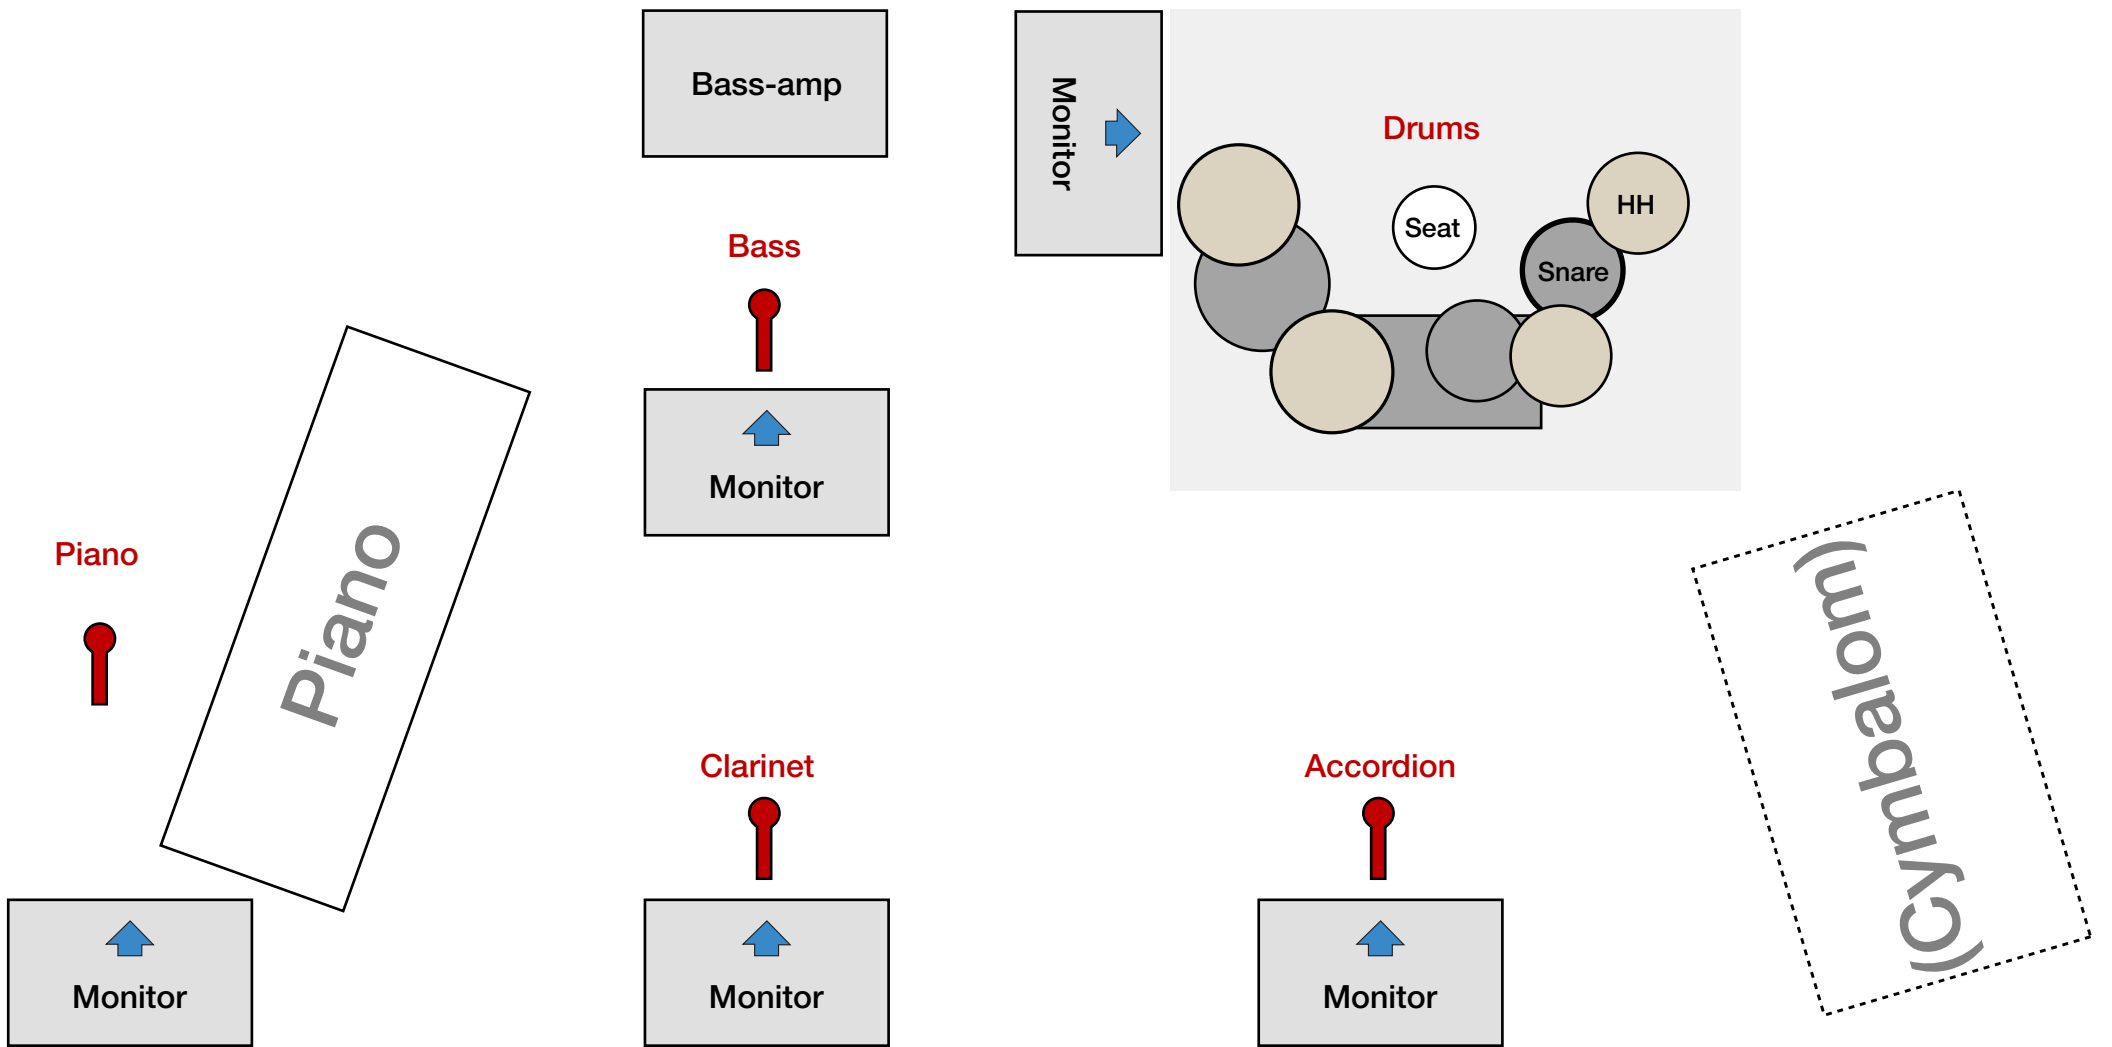 Bass-amp
Monitor
Drums
HH
Seat
Bass
Snare
Monitor
Piano
Piano
(Cymbalom)
Clarinet
Accordion
Monitor
Monitor
Monitor